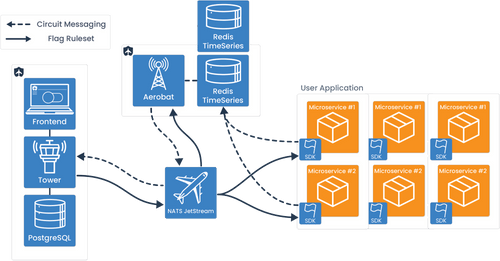 Circuit Messaging
Flag Ruleset
Redis
TimeSeries
Aerobat
Redis
TimeSeries
Frontend
Tower
PostgreSQL
NATS JetStream
User Application
Microservice #1
Microservice #1
Microservice #1
SDK
SDK
SDK
Microservice #2
Microservice #2
Microservice #2
SDK
SDK
SDK